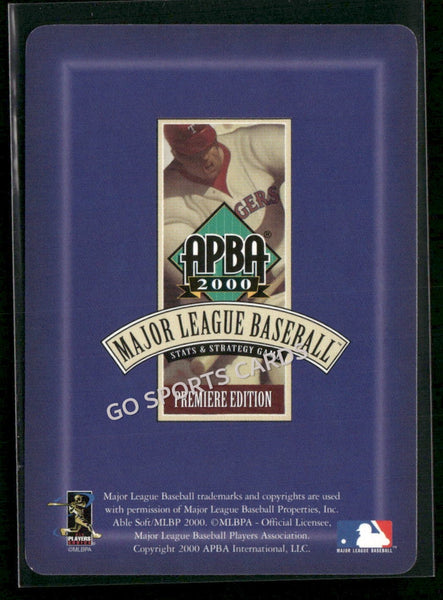 T
GERS
APBA®
2000
MAJOR LEAGUE BASEBALL™
STATS & STRATEGY GAME
GO SPORTS CARDS
PREMIERE EDITION
Major League Baseball trademarks and copyrights are used
with permission of Major League Baseball Properties, Inc.
Able Soft/MLBP 2000. ©MLBPA - Official Licensee,
Major League Baseball Players Association.
Copyright 2000 APBA International, LLC.
PLAYERS
CHOICE
©MLBPA
MAJOR LEAGUE BASEBALL